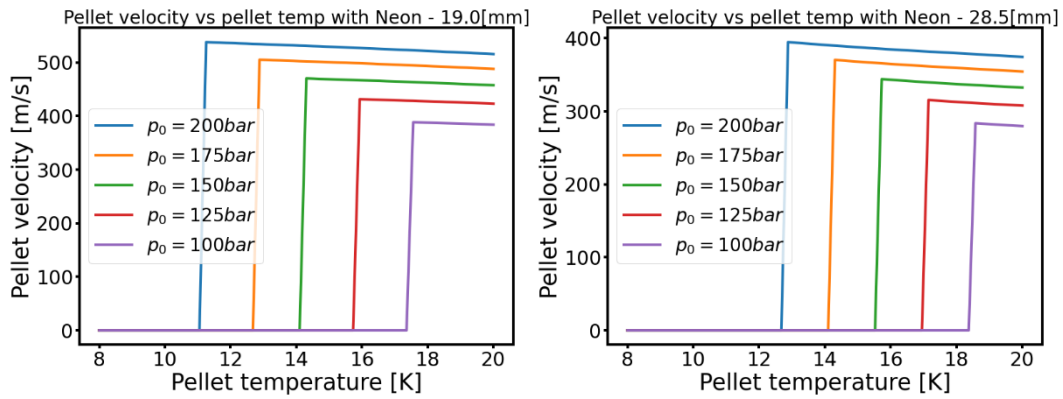 Pellet velocity vs pellet temp with Neon - 19.0[mm]
Pellet velocity [m/s]
500
400
300
200
100
0
p₀ = 200bar
p₀ = 175bar
p₀ = 150bar
p₀ = 125bar
p₀ = 100bar
8 10 12 14 16 18 20
Pellet temperature [K]
Pellet velocity vs pellet temp with Neon - 28.5[mm]
Pellet velocity [m/s]
400
300
200
100
0
p₀ = 200bar
p₀ = 175bar
p₀ = 150bar
p₀ = 125bar
p₀ = 100bar
8 10 12 14 16 18 20
Pellet temperature [K]